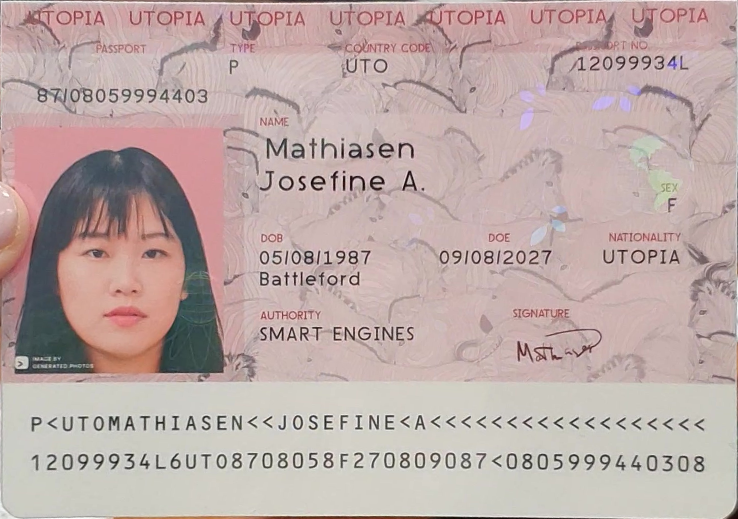 UTOPIA UTOPIA UTOPIA UTOPIA UTOPIA UTOPIA UTOPIA
PASSPORT TYPE COUNTRY CODE PASSPORT NO.
P UTO 12099934L
87/08059994403
NAME
Mathiasen
Josefine A.
SEX
F
DOB DOE NATIONALITY
05/08/1987 09/08/2027 UTOPIA
Battleford
AUTHORITY SIGNATURE
SMART ENGINES
IMAGE BY
GENERATED PHOTOS
P<UTOMATHIASEN<<JOSEFINE<A<<<<<<<<<<<<<<<<<<
12099934L6UTO8708058F270809087<0805999440308